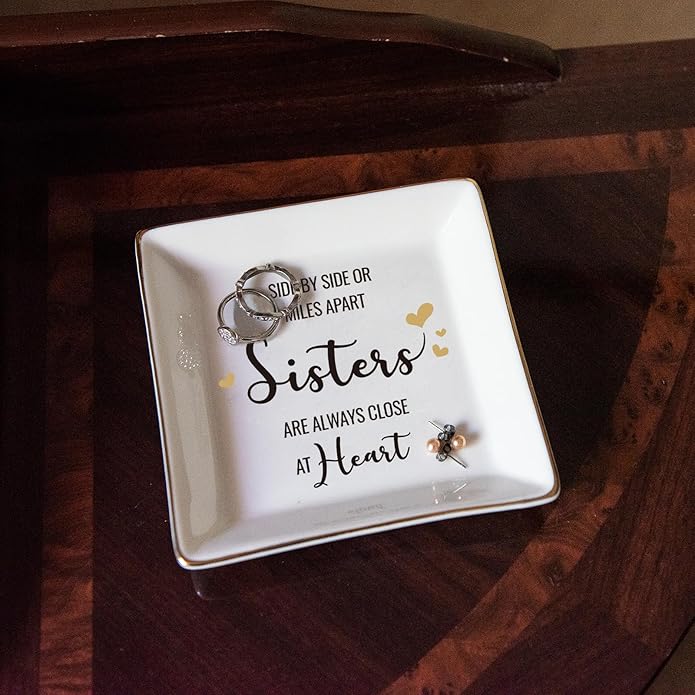 SIDE BY SIDE OR
MILES APART
Sisters
ARE ALWAYS CLOSE
AT Heart